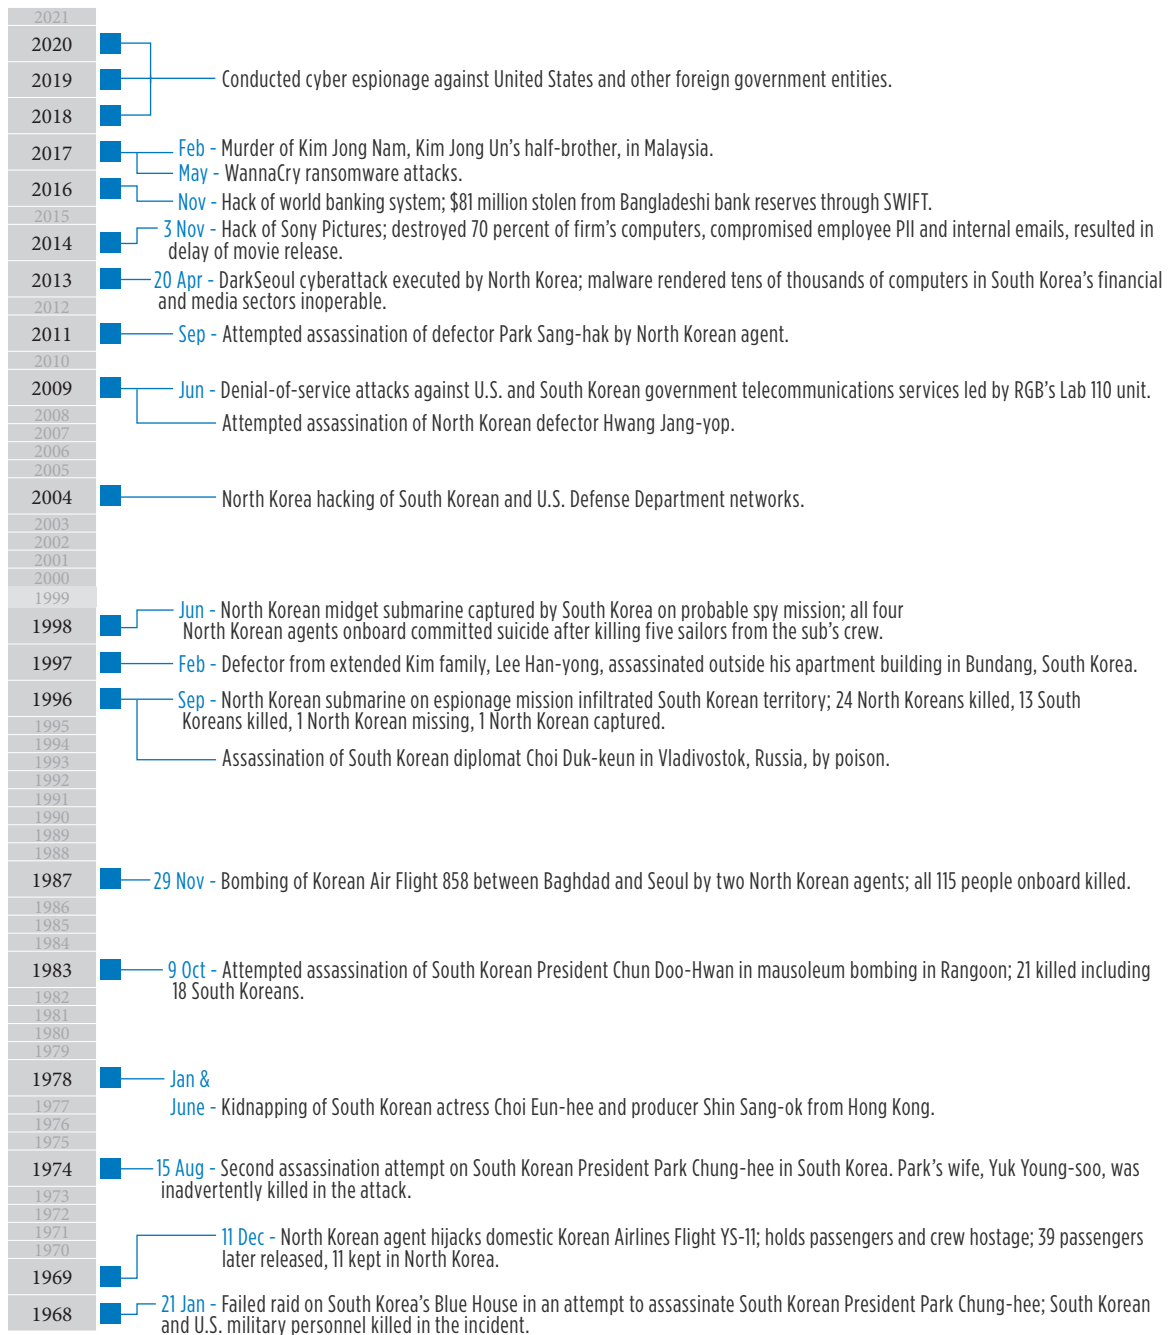 2021
2020
2019
Conducted cyber espionage against United States and other foreign government entities.
2018
2017
Feb - Murder of Kim Jong Nam, Kim Jong Un's half-brother, in Malaysia.
May - WannaCry ransomware attacks.
2016
Nov - Hack of world banking system; $81 million stolen from Bangladeshi bank reserves through SWIFT.
2015
2014
3 Nov - Hack of Sony Pictures; destroyed 70 percent of firm's computers, compromised employee PII and internal emails, resulted in
delay of movie release.
2013
20 Apr - DarkSeoul cyberattack executed by North Korea; malware rendered tens of thousands of computers in South Korea's financial
and media sectors inoperable.
2012
2011
Sep - Attempted assassination of defector Park Sang-hak by North Korean agent.
2010
2009
Jun - Denial-of-service attacks against U.S. and South Korean government telecommunications services led by RGB's Lab 110 unit.
2008
Attempted assassination of North Korean defector Hwang Jang-yop.
2007
2006
2005
2004
North Korea hacking of South Korean and U.S. Defense Department networks.
2003
2002
2001
2000
1999
Jun - North Korean midget submarine captured by South Korea on probable spy mission; all four
1998
North Korean agents onboard committed suicide after killing five sailors from the sub's crew.
1997
Feb - Defector from extended Kim family, Lee Han-yong, assassinated outside his apartment building in Bundang, South Korea.
1996
Sep - North Korean submarine on espionage mission infiltrated South Korean territory; 24 North Koreans killed, 13 South
Koreans killed, 1 North Korean missing, 1 North Korean captured.
1995
1994
Assassination of South Korean diplomat Choi Duk-keun in Vladivostok, Russia, by poison.
1993
1992
1991
1990
1989
1988
1987
29 Nov - Bombing of Korean Air Flight 858 between Baghdad and Seoul by two North Korean agents; all 115 people onboard killed.
1986
1985
1984
1983
9 Oct - Attempted assassination of South Korean President Chun Doo-Hwan in mausoleum bombing in Rangoon; 21 killed including
18 South Koreans.
1982
1981
1980
1979
1978
Jan &
1977
June - Kidnapping of South Korean actress Choi Eun-hee and producer Shin Sang-ok from Hong Kong.
1976
1975
1974
15 Aug - Second assassination attempt on South Korean President Park Chung-hee in South Korea. Park's wife, Yuk Young-soo, was
inadvertently killed in the attack.
1973
1972
1971
11 Dec - North Korean agent hijacks domestic Korean Airlines Flight YS-11; holds passengers and crew hostage; 39 passengers
later released, 11 kept in North Korea.
1970
1969
1968
21 Jan - Failed raid on South Korea's Blue House in an attempt to assassinate South Korean President Park Chung-hee; South Korean
and U.S. military personnel killed in the incident.